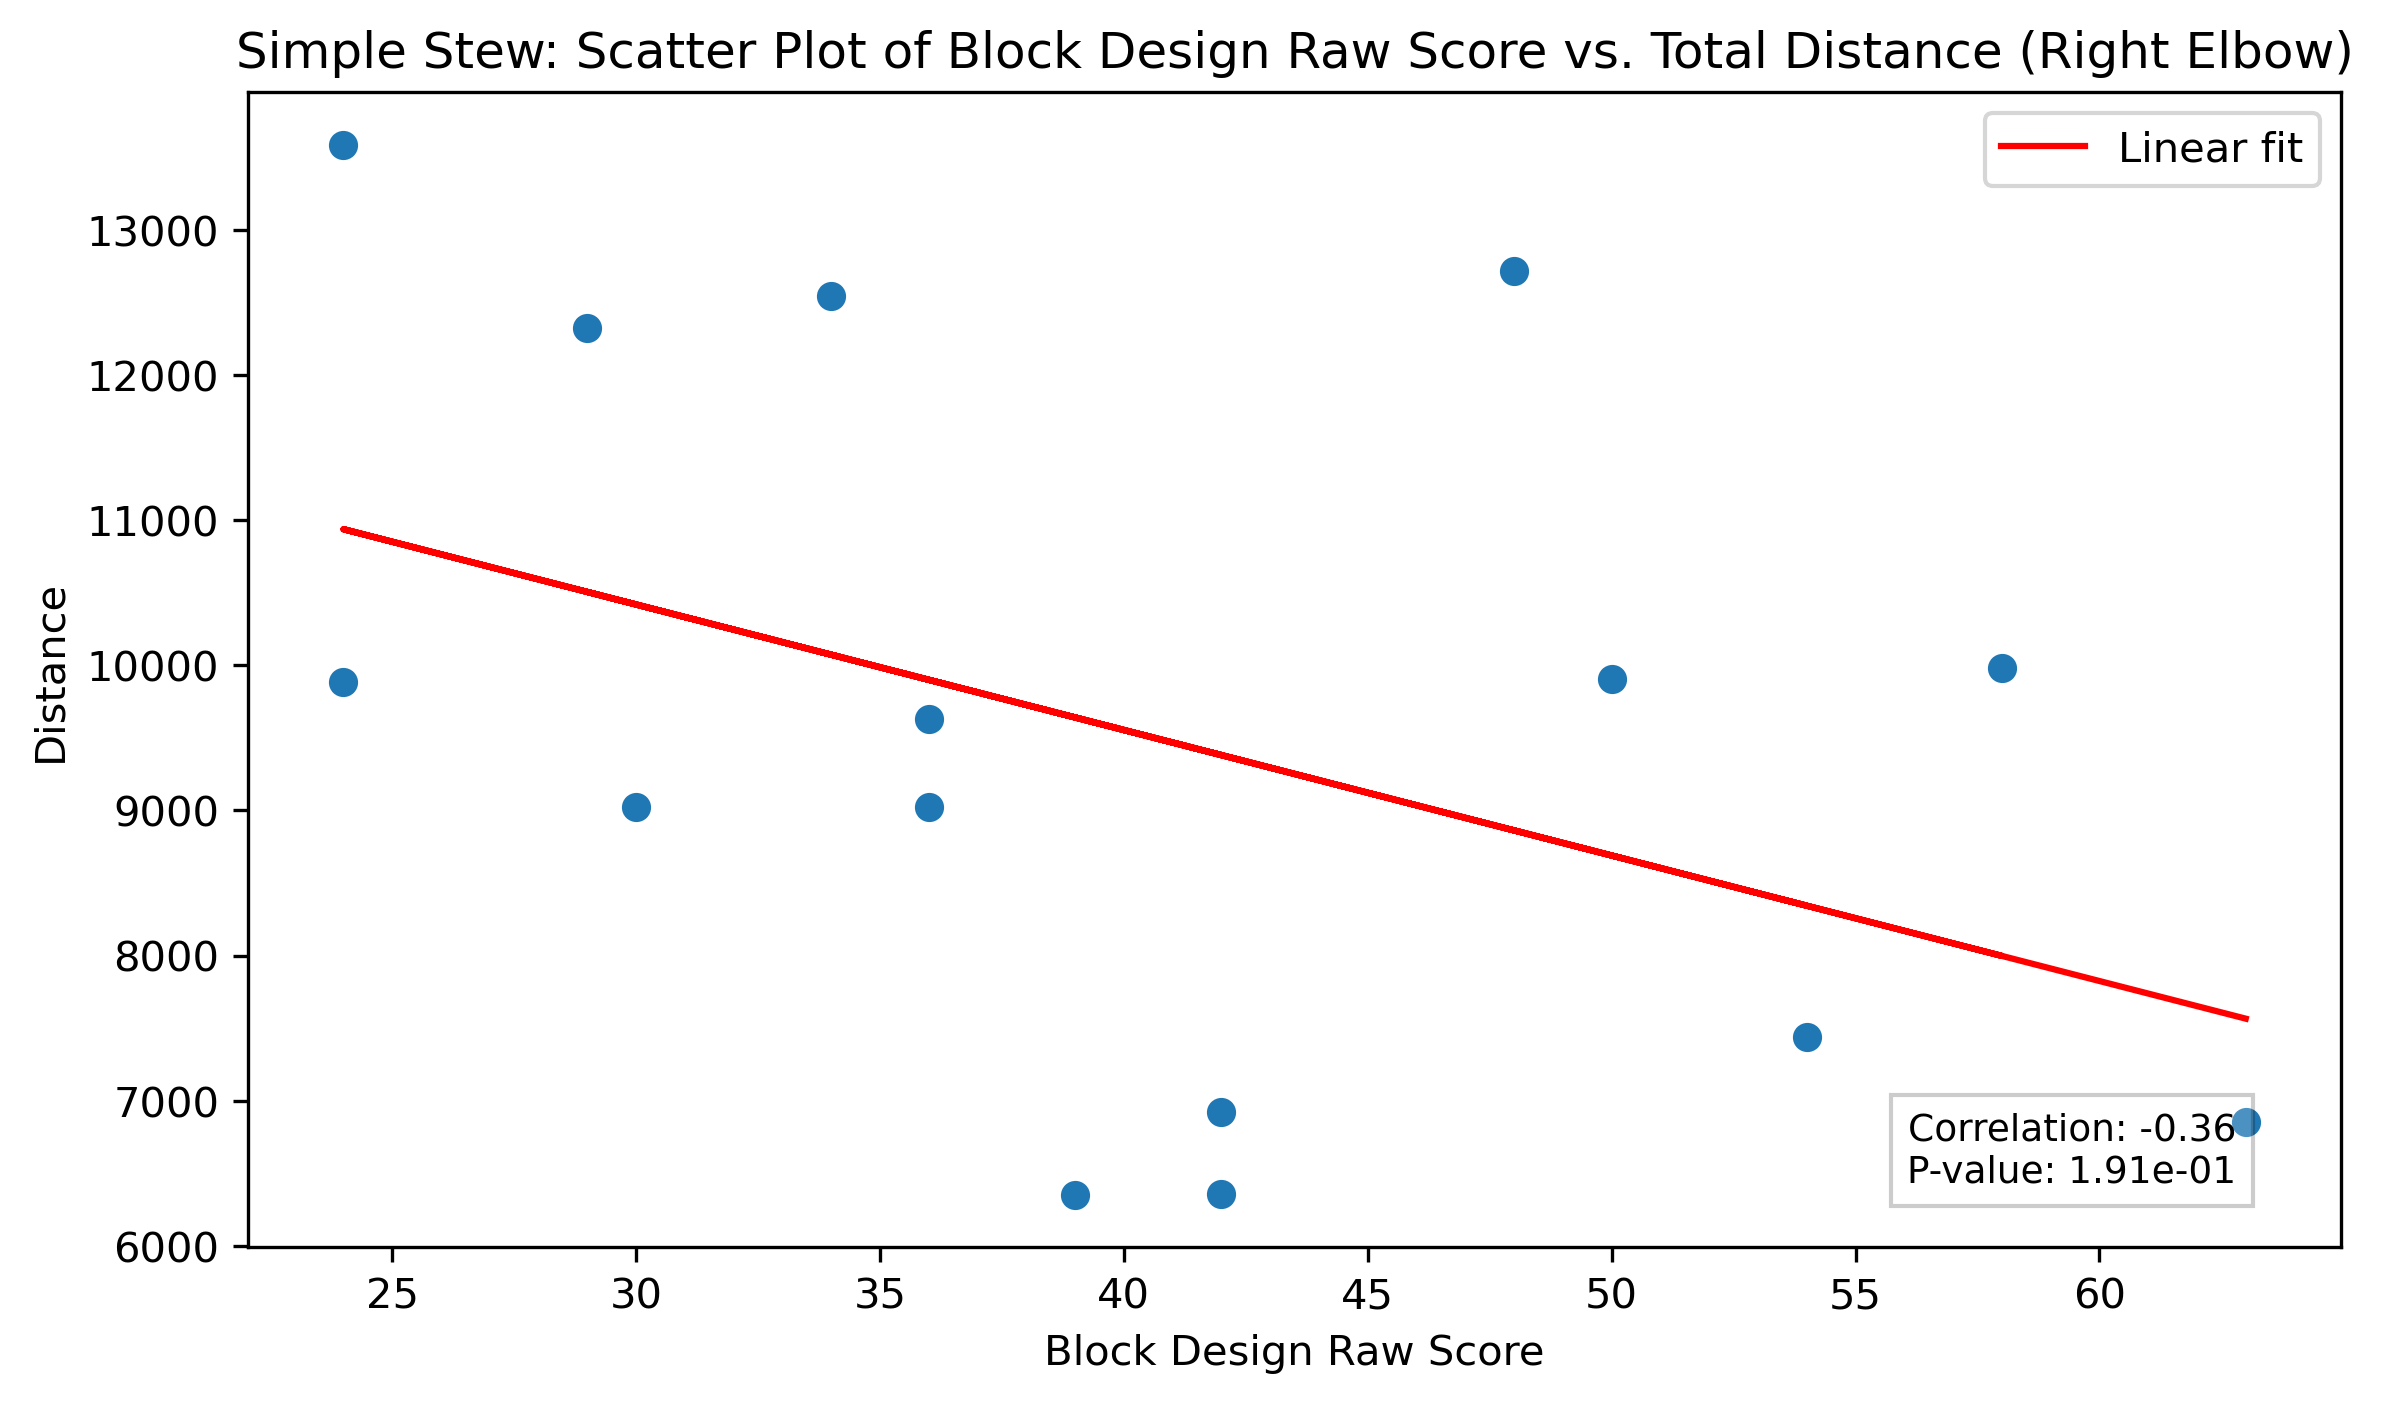 Simple Stew: Scatter Plot of Block Design Raw Score vs. Total Distance (Right Elbow)
Linear fit
13000
12000
11000
10000
9000
8000
7000
6000
Distance
Correlation: -0.36
P-value: 1.91e-01
25 30 35 40 45 50 55 60
Block Design Raw Score